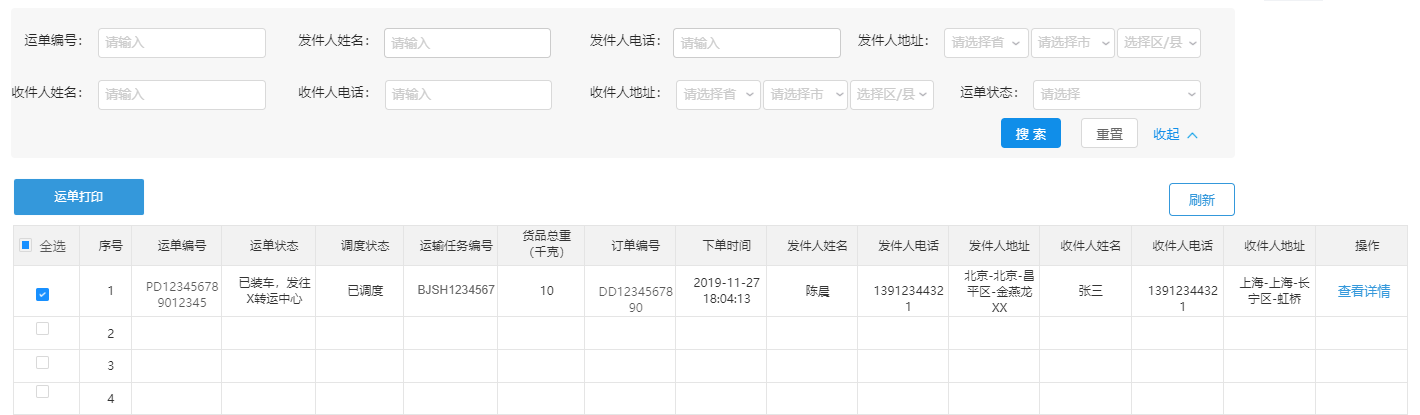 运单编号： 请输入 发件人姓名： 请输入 发件人电话： 请输入 发件人地址： 请选择省 请选择市 选择区/县
收件人姓名： 请输入 收件人电话： 请输入 收件人地址： 请选择省 请选择市 选择区/县 运单状态： 请选择
搜 索 重置 收起
运单打印 刷新
全选 序号 运单编号 运单状态 调度状态 运输任务编号 货品总重 订单编号 下单时间 发件人姓名 发件人电话 发件人地址 收件人姓名 收件人电话 收件人地址 操作
（千克）
1 PD12345678 已装车，发往 已调度 BJSH1234567 10 DD12345678 2019-11-27 陈晨 1391234432 北京-北京-昌 张三 1391234432 上海-上海-长 查看详情
9012345 X转运中心 90 18:04:13 1 平区-金燕龙 1 宁区-虹桥
XX
2
3
4